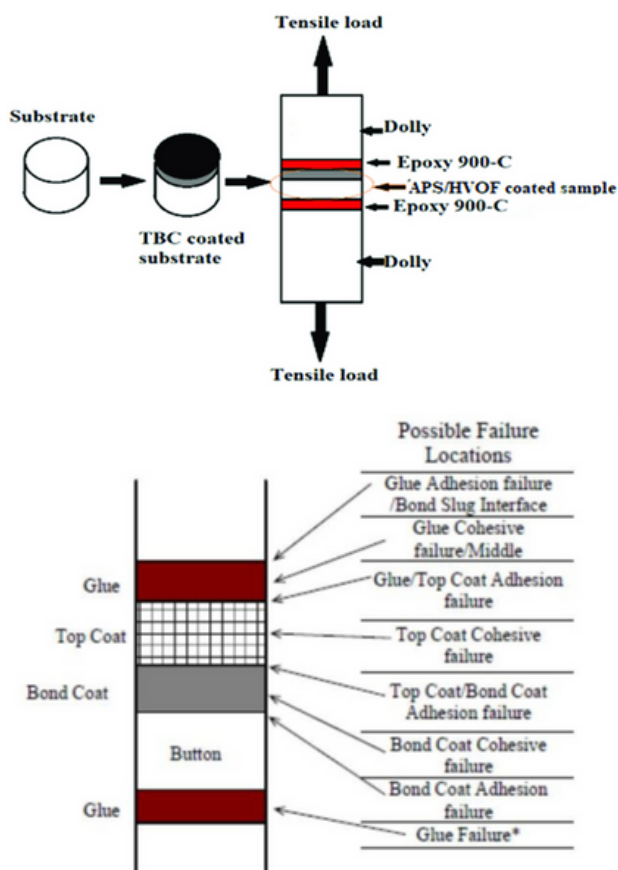 Tensile load
Substrate
Dolly
Epoxy 900-C
APS/HVOF coated sample
Epoxy 900-C
TBC coated
substrate
Dolly
Tensile load
Possible Failure
Locations
Glue Adhesion failure
/Bond Slug Interface
Glue Cohesive
failure/Middle
Glue
Glue/Top Coat Adhesion
failure
Top Coat
Top Coat Cohesive
failure
Bond Coat
Top Coat/Bond Coat
Adhesion failure
Button
Bond Coat Cohesive
failure
Bond Coat Adhesion
failure
Glue
Glue Failure*